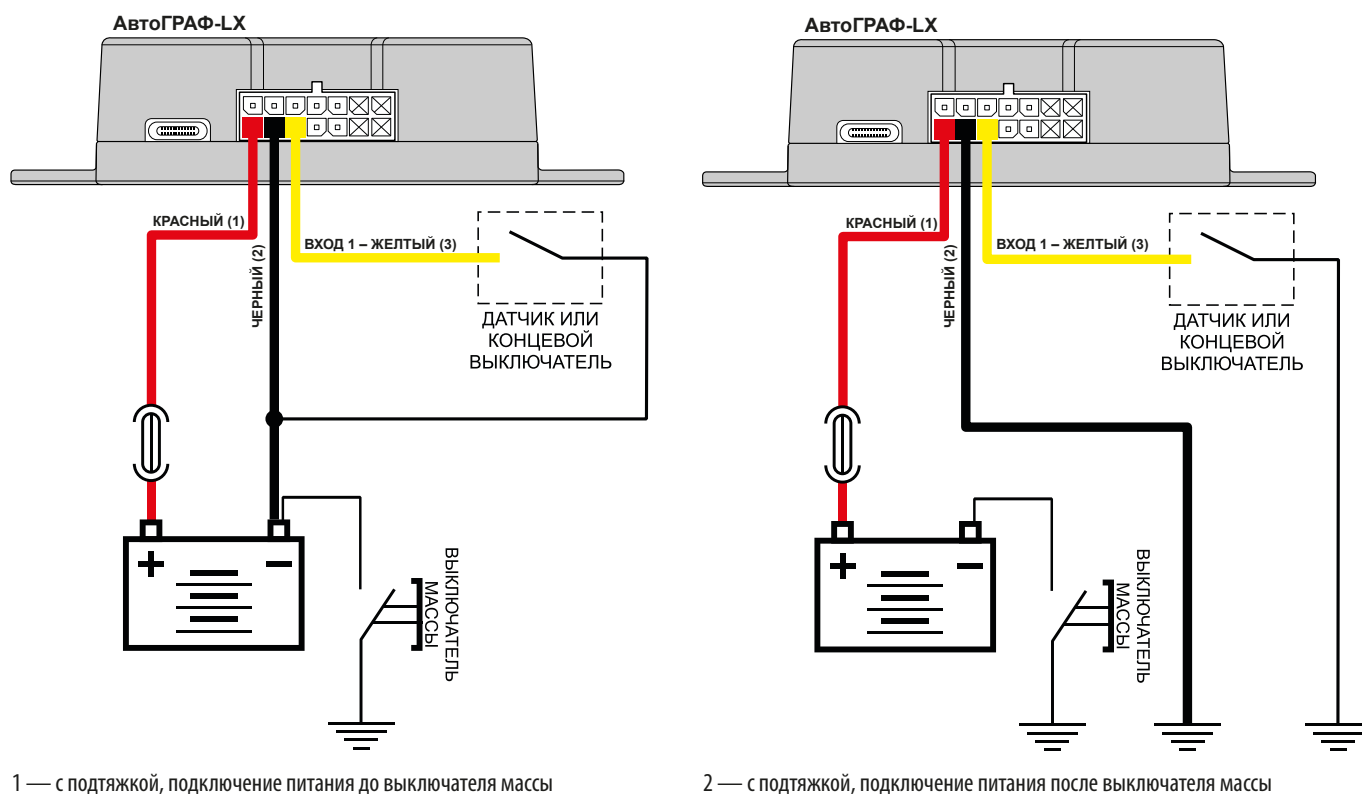 АвтоГРАФ-LX
КРАСНЫЙ (1)
ЧЕРНЫЙ (2)
ВХОД 1 – ЖЕЛТЫЙ (3)
ДАТЧИК ИЛИ
КОНЦЕВОЙ
ВЫКЛЮЧАТЕЛЬ
+ –
ВЫКЛЮЧАТЕЛЬ
МАССЫ
1 — с подтяжкой, подключение питания до выключателя массы
АвтоГРАФ-LX
КРАСНЫЙ (1)
ЧЕРНЫЙ (2)
ВХОД 1 – ЖЕЛТЫЙ (3)
ДАТЧИК ИЛИ
КОНЦЕВОЙ
ВЫКЛЮЧАТЕЛЬ
+ –
ВЫКЛЮЧАТЕЛЬ
МАССЫ
2 — с подтяжкой, подключение питания после выключателя массы